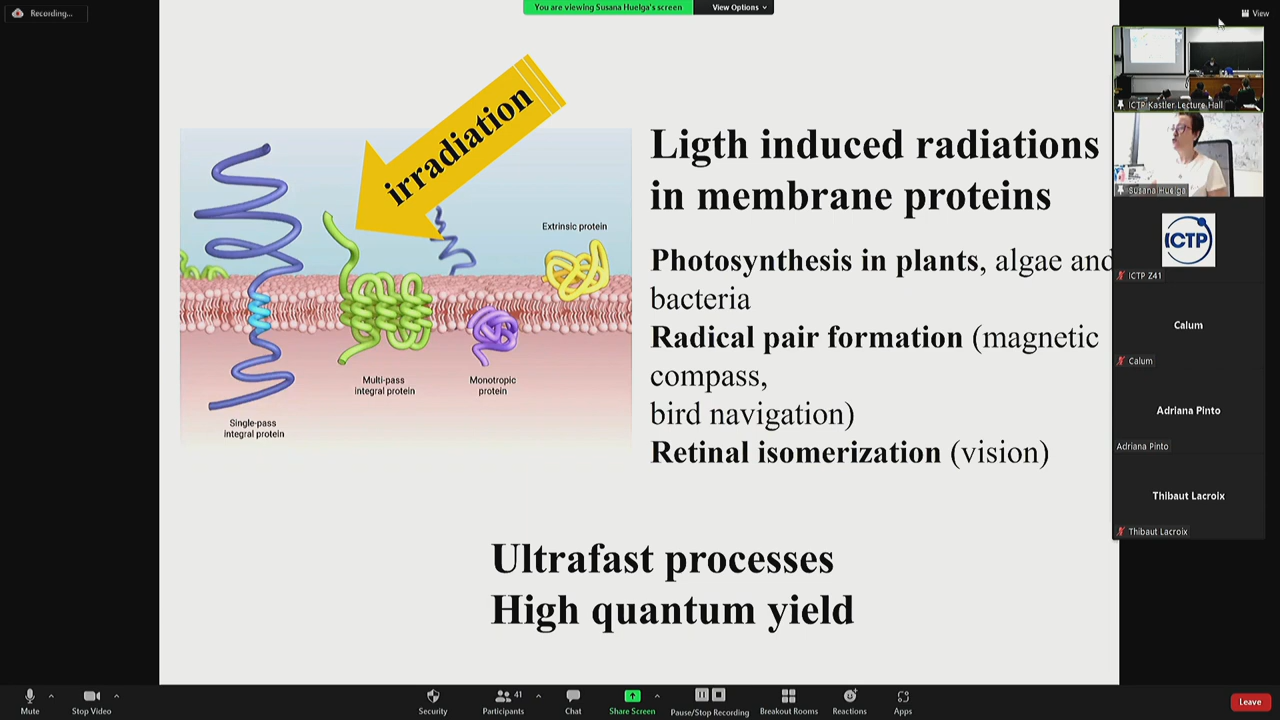 Recording...
You are viewing Susana Huelga's screen
View Options
View
irradiation
Ligth induced radiations
in membrane proteins
Extrinsic protein
Photosynthesis in plants, algae and
bacteria
Radical pair formation (magnetic
compass,
bird navigation)
Retinal isomerization (vision)
Multi-pass
integral protein
Monotropic
protein
Single-pass
integral protein
Ultrafast processes
High quantum yield
ICTP Kastler Lecture Hall
Susana Huelga
ICTP
ICTP Z41
Calum
Calum
Adriana Pinto
Adriana Pinto
Thibaut Lacroix
Thibaut Lacroix
Mute
Stop Video
Security
41
Participants
Chat
Share Screen
Pause/Stop Recording
Breakout Rooms
Reactions
Apps
Leave